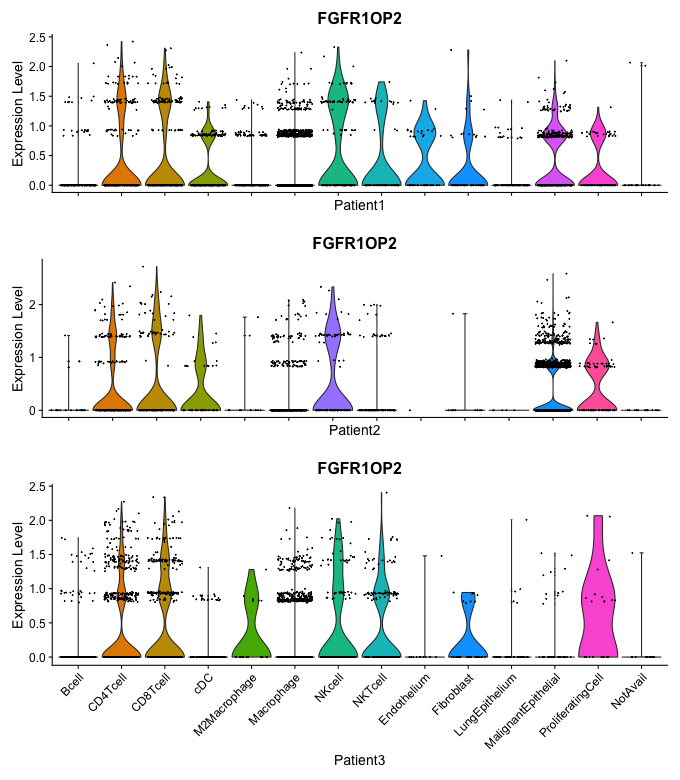 FGFR1OP2
Expression Level
2.5
2.0
1.5
1.0
0.5
0.0
Patient1
FGFR1OP2
Expression Level
2
1
0
Patient2
FGFR1OP2
Expression Level
2.5
2.0
1.5
1.0
0.5
0.0
Bcell
CD4Tcell
CD8Tcell
cDC
M2Macrophage
Macrophage
NKcell
NKTcell
Endothelium
Fibroblast
LungEpithelium
MalignantEpithelial
ProliferatingCell
NotAvail
Patient3